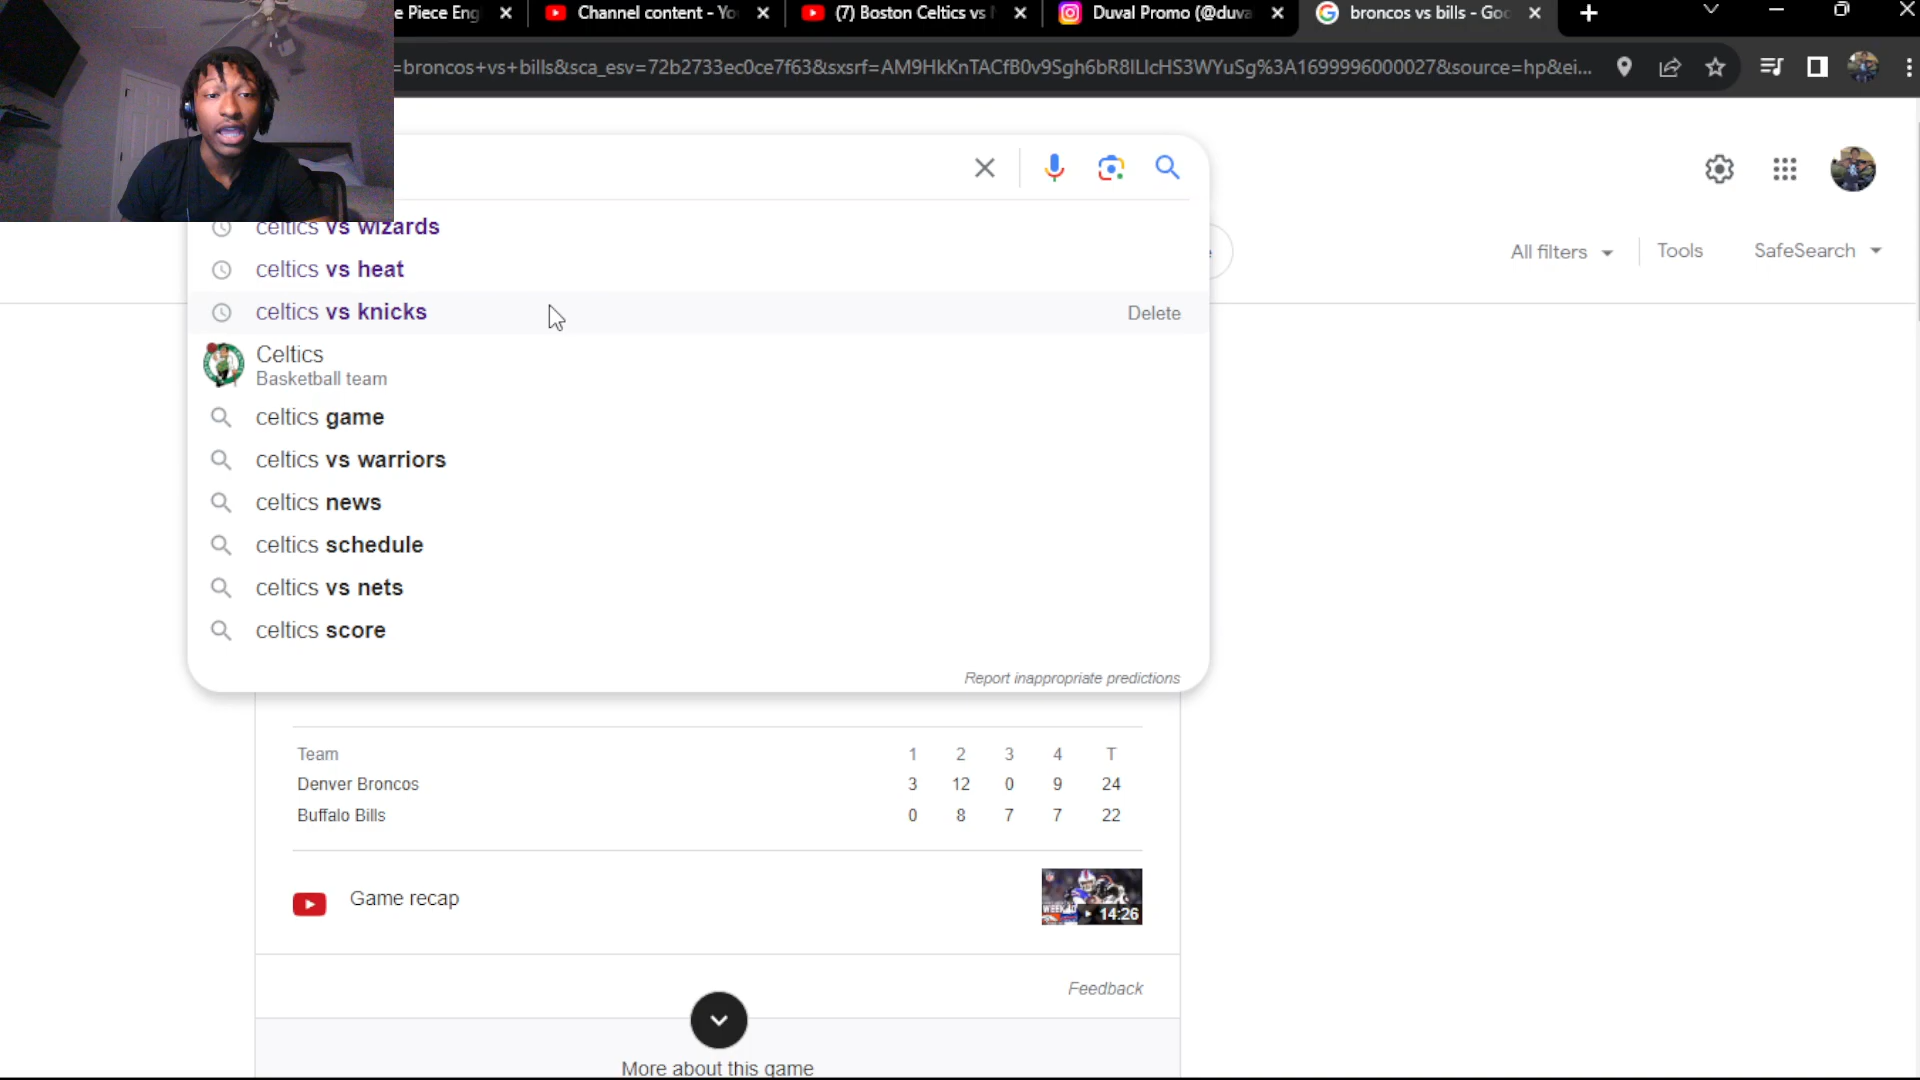 e Piece Eng
Channel content - Yo
(7) Boston Celtics vs
Duval Promo (@duva
broncos vs bills - Goo
=broncos+vs+bills&sca_esv=72b2733ec0ce7f63&sxsrf=AM9HkKnTACfB0v9Sgh6bR8ILlcHS3WYuSg%3A1699996000027&source=hp&ei...
celtics vs wizards
All filters
Tools
SafeSearch
celtics vs heat
celtics vs knicks
Delete
Celtics
Basketball team
celtics game
celtics vs warriors
celtics news
celtics schedule
celtics vs nets
celtics score
Report inappropriate predictions
Team 1 2 3 4 T
Denver Broncos 3 12 0 9 24
Buffalo Bills 0 8 7 7 22
Game recap
14:26
Feedback
More about this game